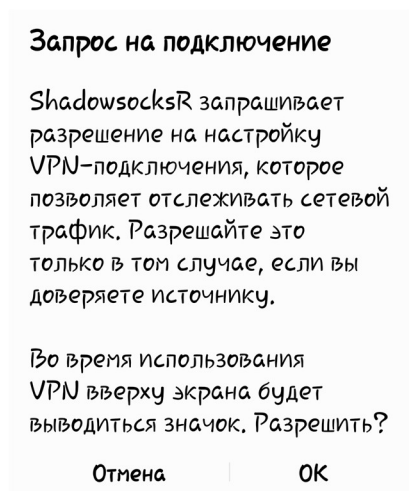 Запрос на подключение
ShadowsocksR запрашивает
разрешение на настройку
VPN-подключения, которое
позволяет отслеживать сетевой
трафик. Разрешайте это
только в том случае, если вы
доверяете источнику.
Во время использования
VPN вверху экрана будет
выводиться значок. Разрешить?
Отмена OK